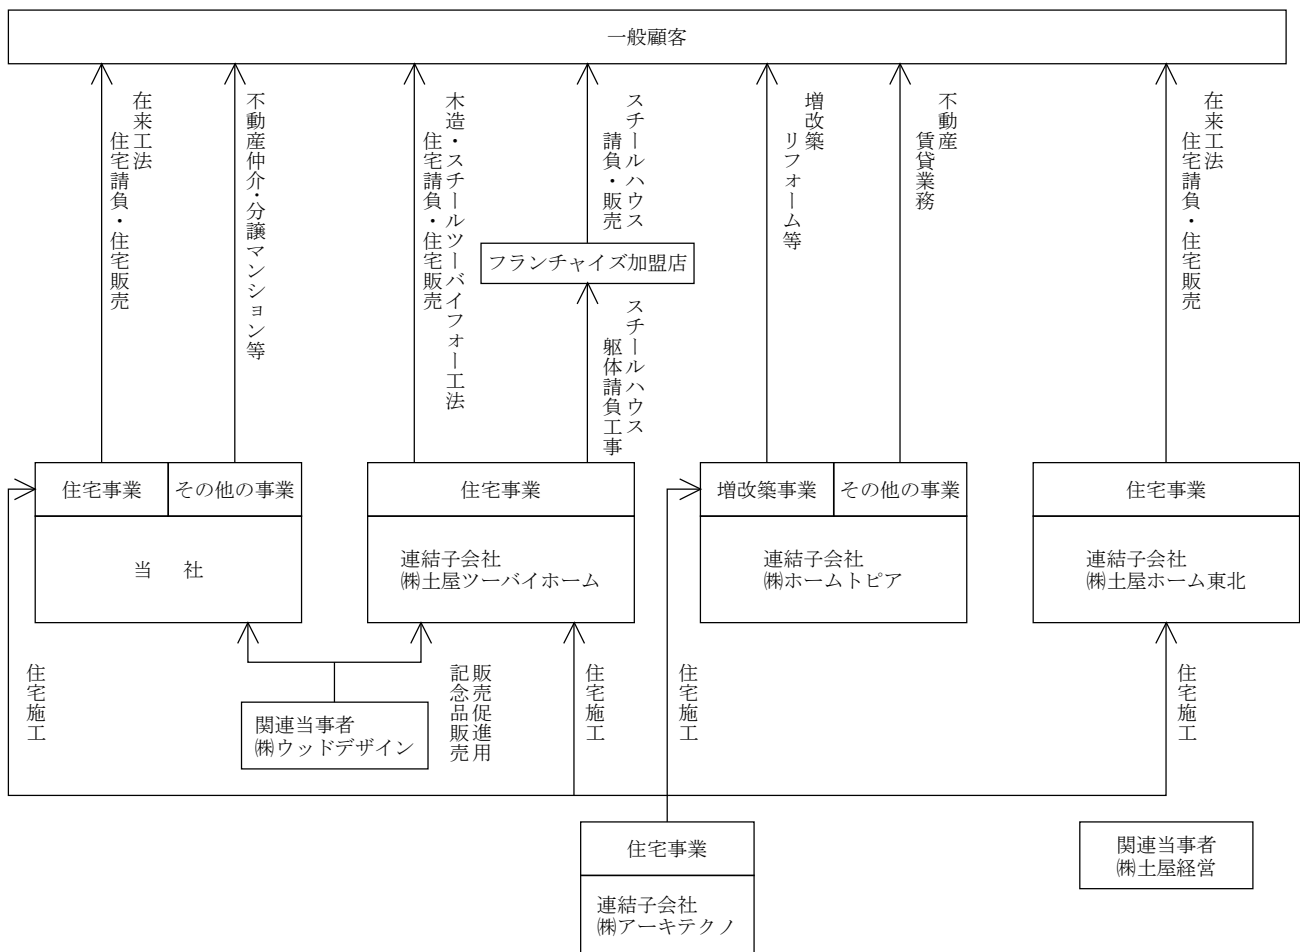 一般顧客
在来工法
住宅請負・住宅販売
不動産仲介・分譲マンション等
木造・スチールツーバイフォー工法
住宅請負・住宅販売
スチールハウス
請負・販売
増改築
リフォーム等
不動産
賃貸業務
在来工法
住宅請負・住宅販売
フランチャイズ加盟店
スチールハウス
躯体請負工事
住宅事業
その他の事業
当 社
住宅事業
連結子会社
㈱土屋ツーバイホーム
増改築事業
その他の事業
連結子会社
㈱ホームトピア
住宅事業
連結子会社
㈱土屋ホーム東北
住宅施工
関連当事者
㈱ウッドデザイン
販売促進用
記念品販売
住宅施工
住宅施工
住宅施工
住宅事業
連結子会社
㈱アーキテクノ
関連当事者
㈱土屋経営